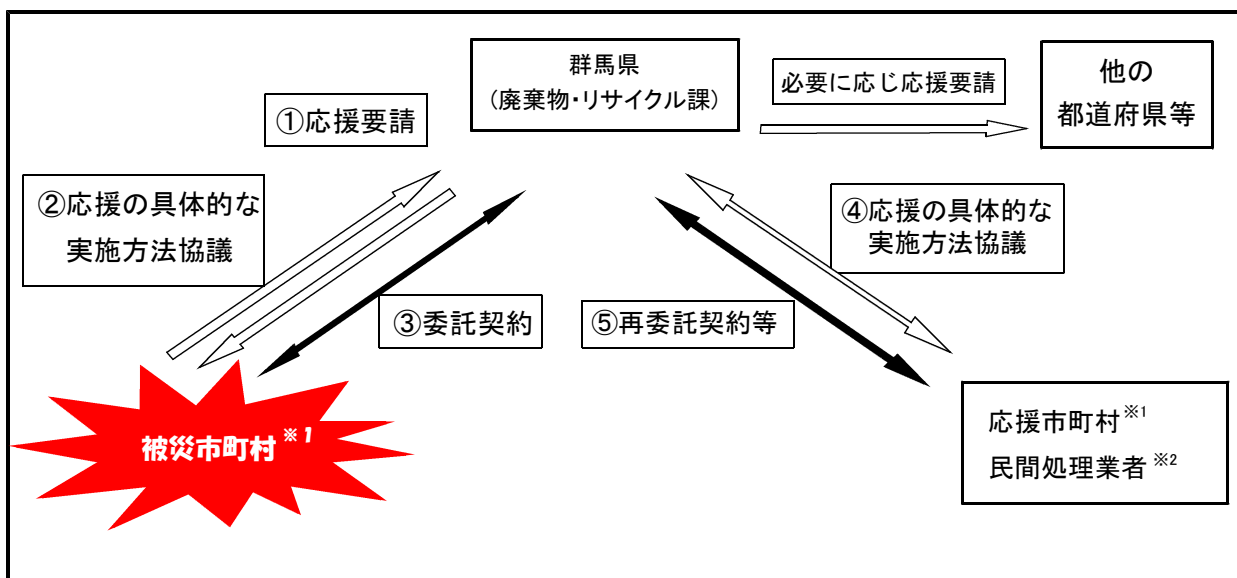 群馬県
（廃棄物・リサイクル課）
必要に応じ応援要請
他の
都道府県等
①応援要請
②応援の具体的な
実施方法協議
④応援の具体的な
実施方法協議
③委託契約
⑤再委託契約等
被災市町村※1
応援市町村※1
民間処理業者※2